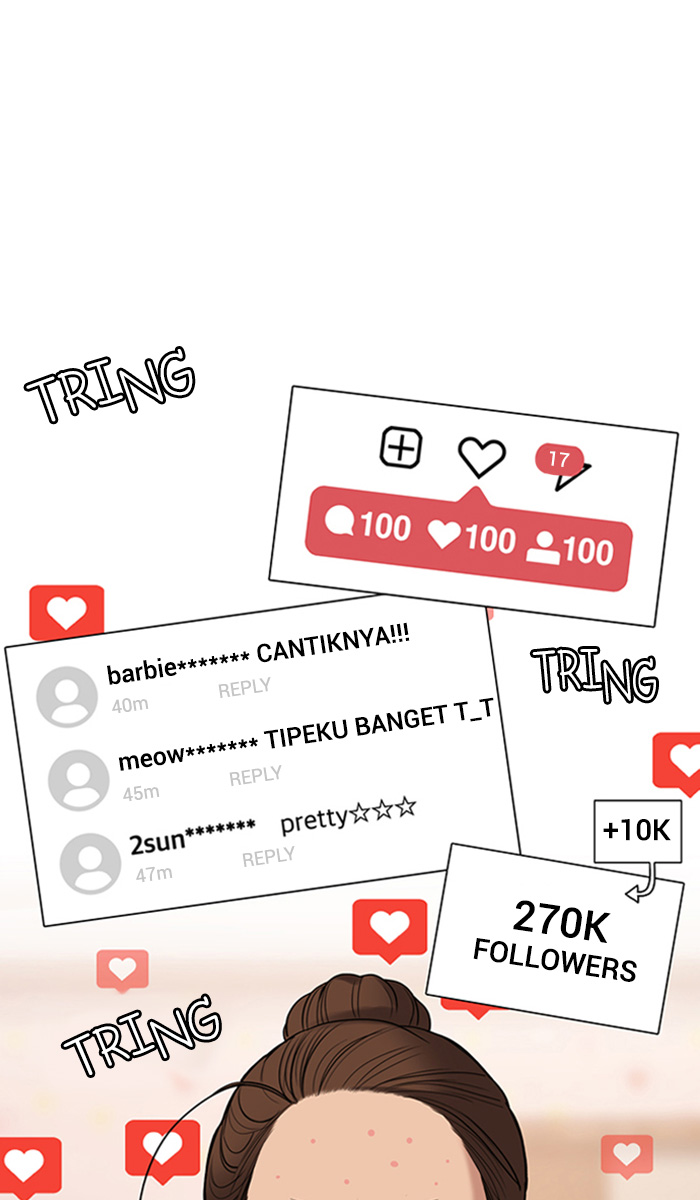 TRING
17
100 100 100
barbie******* CANTIKNYA!!!
40m REPLY
TRING
meow******* TIPEKU BANGET T_T
45m REPLY
2sun******* pretty☆☆☆
47m REPLY
+10K
270K
FOLLOWERS
TRING